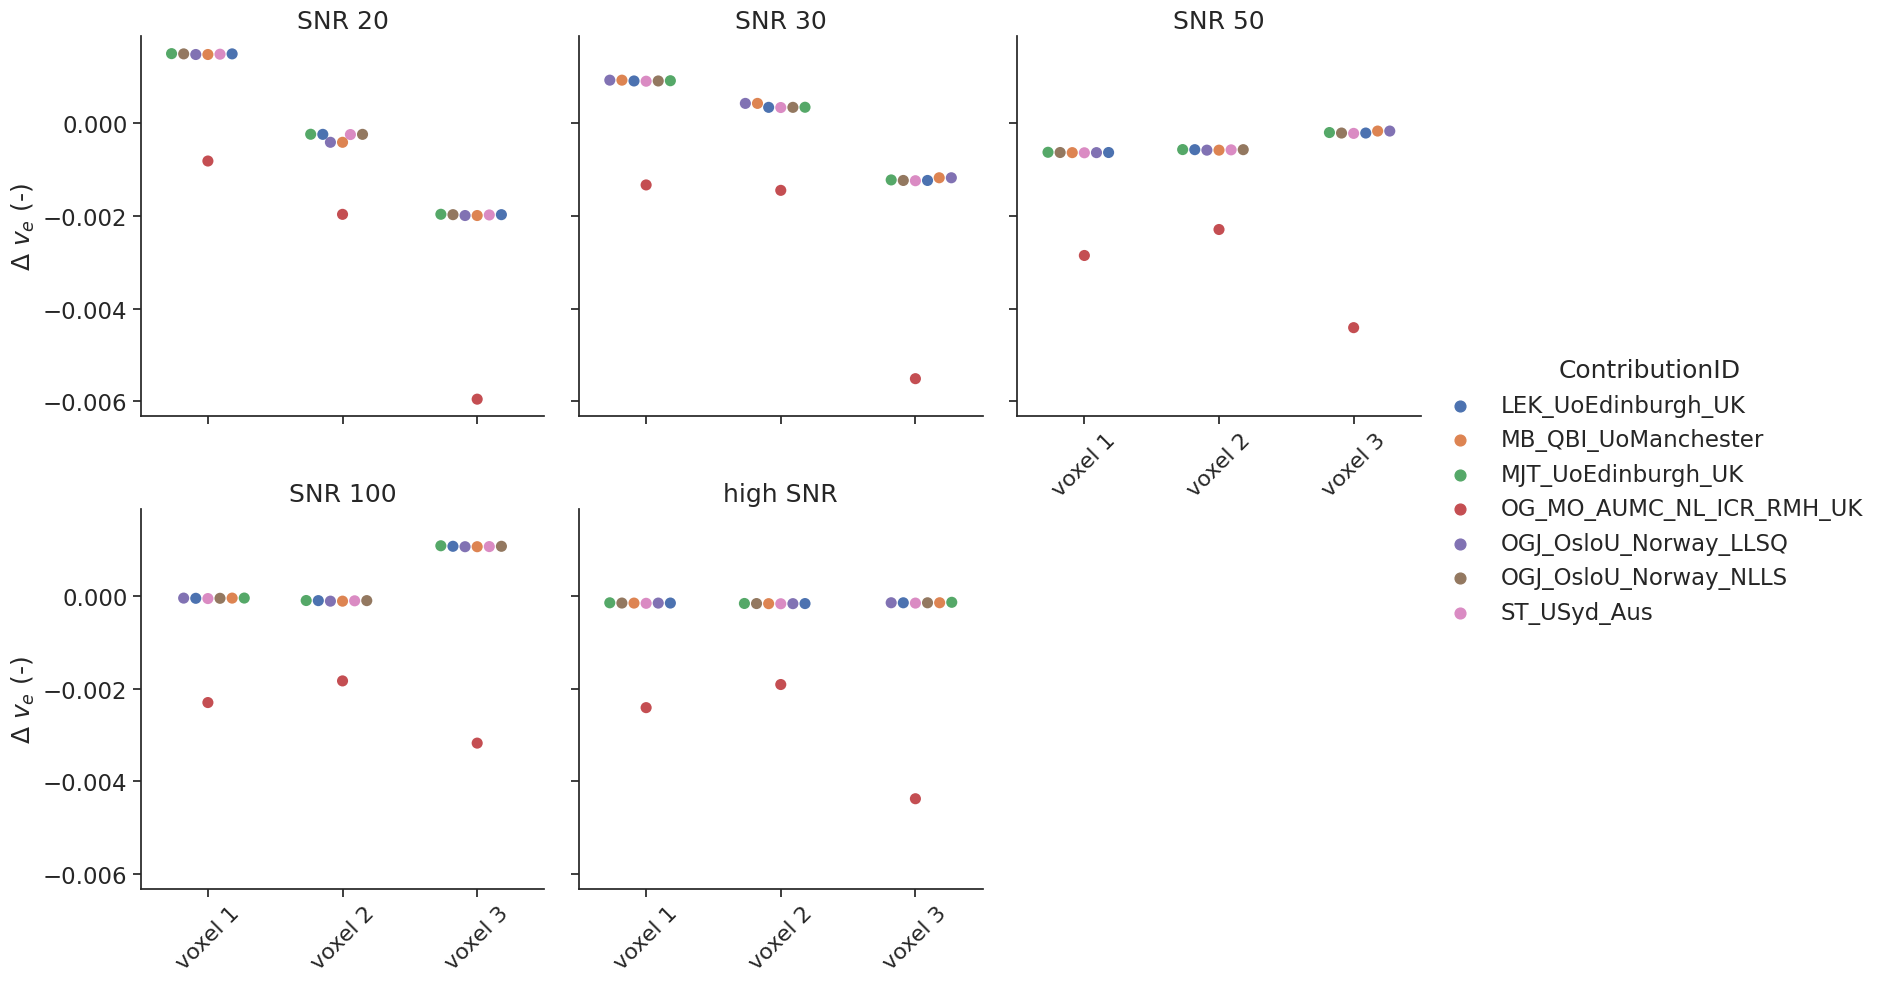 SNR 20
SNR 30
SNR 50
0.000
−0.002
−0.004
−0.006
Δ vₑ (-)
voxel 1
voxel 2
voxel 3
SNR 100
high SNR
0.000
−0.002
−0.004
−0.006
Δ vₑ (-)
voxel 1
voxel 2
voxel 3
voxel 1
voxel 2
voxel 3
ContributionID
LEK_UoEdinburgh_UK
MB_QBI_UoManchester
MJT_UoEdinburgh_UK
OG_MO_AUMC_NL_ICR_RMH_UK
OGJ_OsloU_Norway_LLSQ
OGJ_OsloU_Norway_NLLS
ST_USyd_Aus